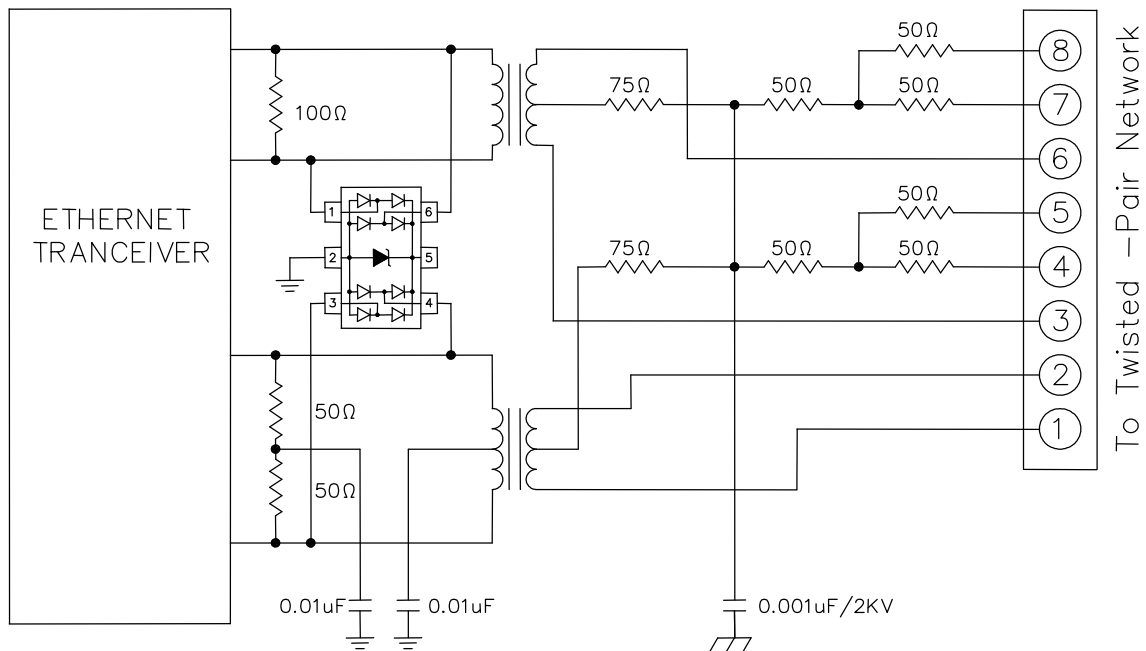 50Ω
8
75Ω
50Ω
50Ω
7
100Ω
6
ETHERNET
TRANCEIVER
1
6
2
5
3
4
50Ω
5
75Ω
50Ω
50Ω
4
3
2
1
50Ω
50Ω
0.01uF
0.01uF
0.001uF/2KV
To Twisted -Pair Network